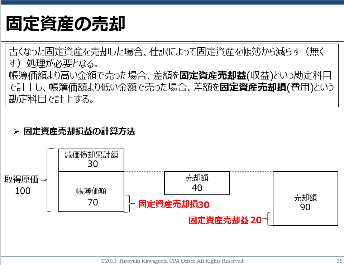 固定資産の売却
古くなった固定資産を売却した場合、仕訳によって固定資産を帳簿から減らす（無く
す）処理が必要となる。
帳簿価額より高い金額で売った場合、差額を固定資産売却益(収益)という勘定科目
で計上し、帳簿価額より低い金額で売った場合、差額を固定資産売却損(費用)という
勘定科目で計上する。
➢ 固定資産売却損益の計算方法
減価償却累計額
30
取得原価
100
帳簿価額
70
売却額
40
固定資産売却損30
売却額
90
固定資産売却益 20
©2021 Hiroyuki Kawaguchi CPA Office All Rights Reserved.